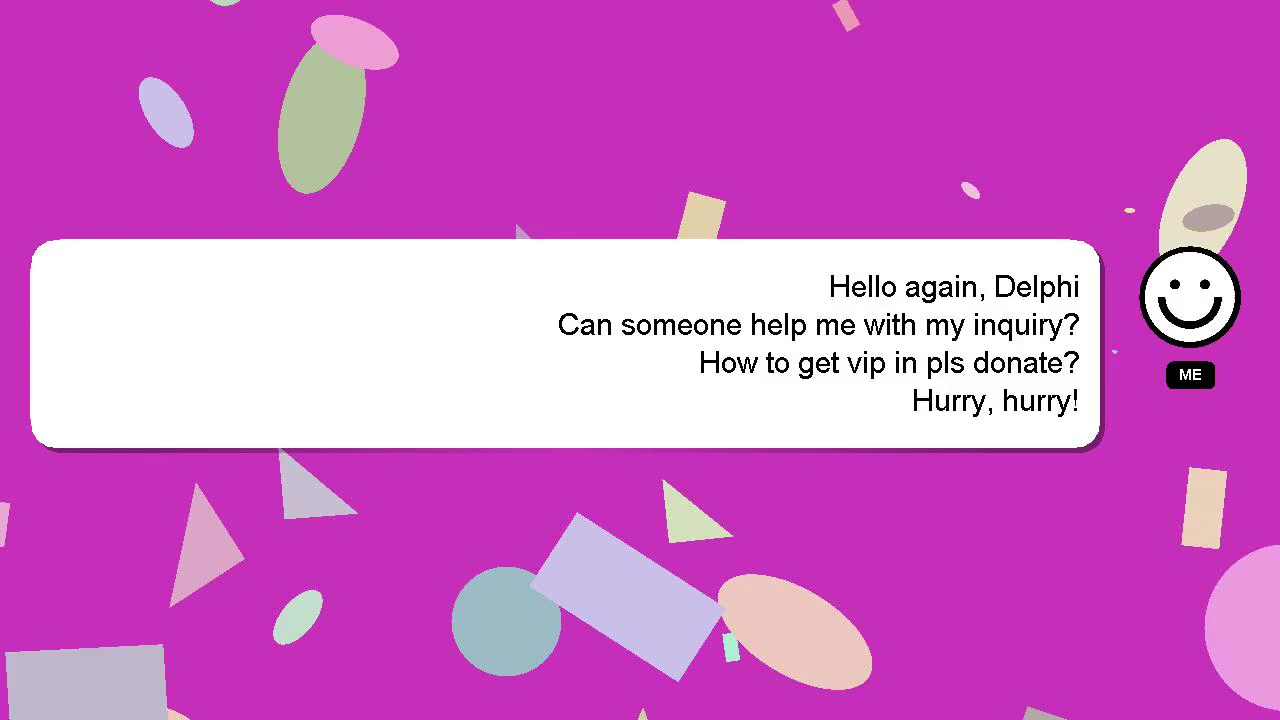 Hello again, Delphi
Can someone help me with my inquiry?
How to get vip in pls donate?
Hurry, hurry!
ME